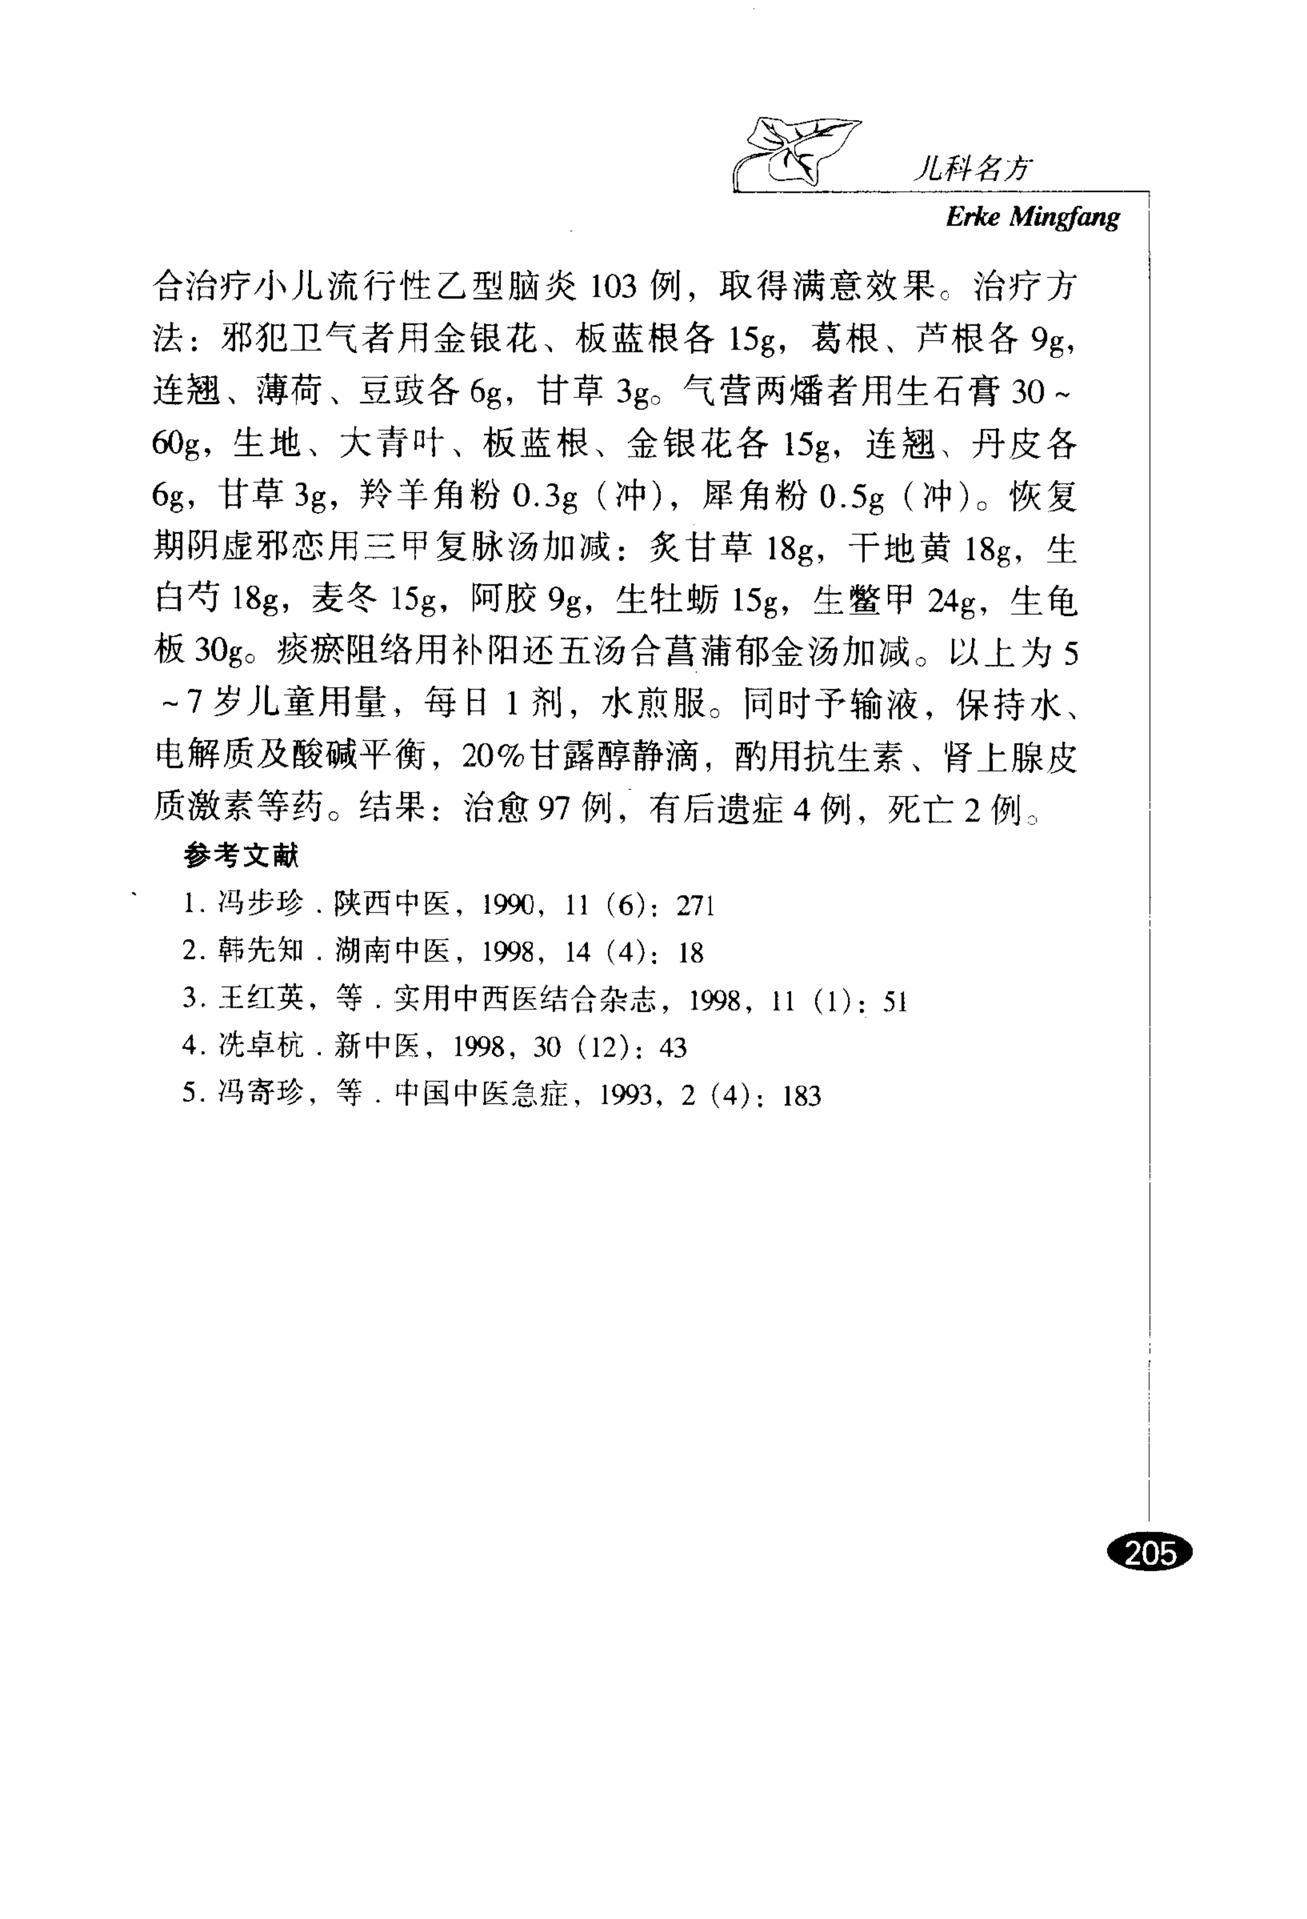 儿科名方
Erke Mingfang
合治疗小儿流行性乙型脑炎 103 例，取得满意效果。治疗方
法：邪犯卫气者用金银花、板蓝根各 15g，葛根、芦根各 9g，
连翘、薄荷、豆豉各 6g，甘草 3g。气营两燔者用生石膏 30～
60g，生地、大青叶、板蓝根、金银花各 15g，连翘、丹皮各
6g，甘草 3g，羚羊角粉 0.3g（冲），犀角粉 0.5g（冲）。恢复
期阴虚邪恋用三甲复脉汤加减：炙甘草 18g，干地黄 18g，生
白芍 18g，麦冬 15g，阿胶 9g，生牡蛎 15g，生鳖甲 24g，生龟
板 30g。痰瘀阻络用补阳还五汤合菖蒲郁金汤加减。以上为 5
～7 岁儿童用量，每日 1 剂，水煎服。同时予输液，保持水、
电解质及酸碱平衡，20%甘露醇静滴，酌用抗生素、肾上腺皮
质激素等药。结果：治愈 97 例，有后遗症 4 例，死亡 2 例。
参考文献
1. 冯步珍．陕西中医，1990，11（6）：271
2. 韩先知．湖南中医，1998，14（4）：18
3. 王红英，等．实用中西医结合杂志，1998，11（1）：51
4. 冼卓杭．新中医，1998，30（12）：43
5. 冯寄珍，等．中国中医急症，1993，2（4）：183
205